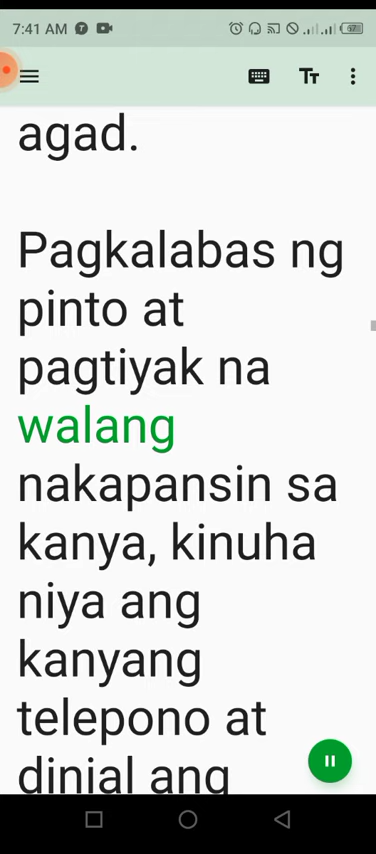 7:41 AM
agad.
Pagkalabas ng
pinto at
pagtiyak na
walang
nakapansin sa
kanya, kinuha
niya ang
kanyang
telepono at
dinial ang